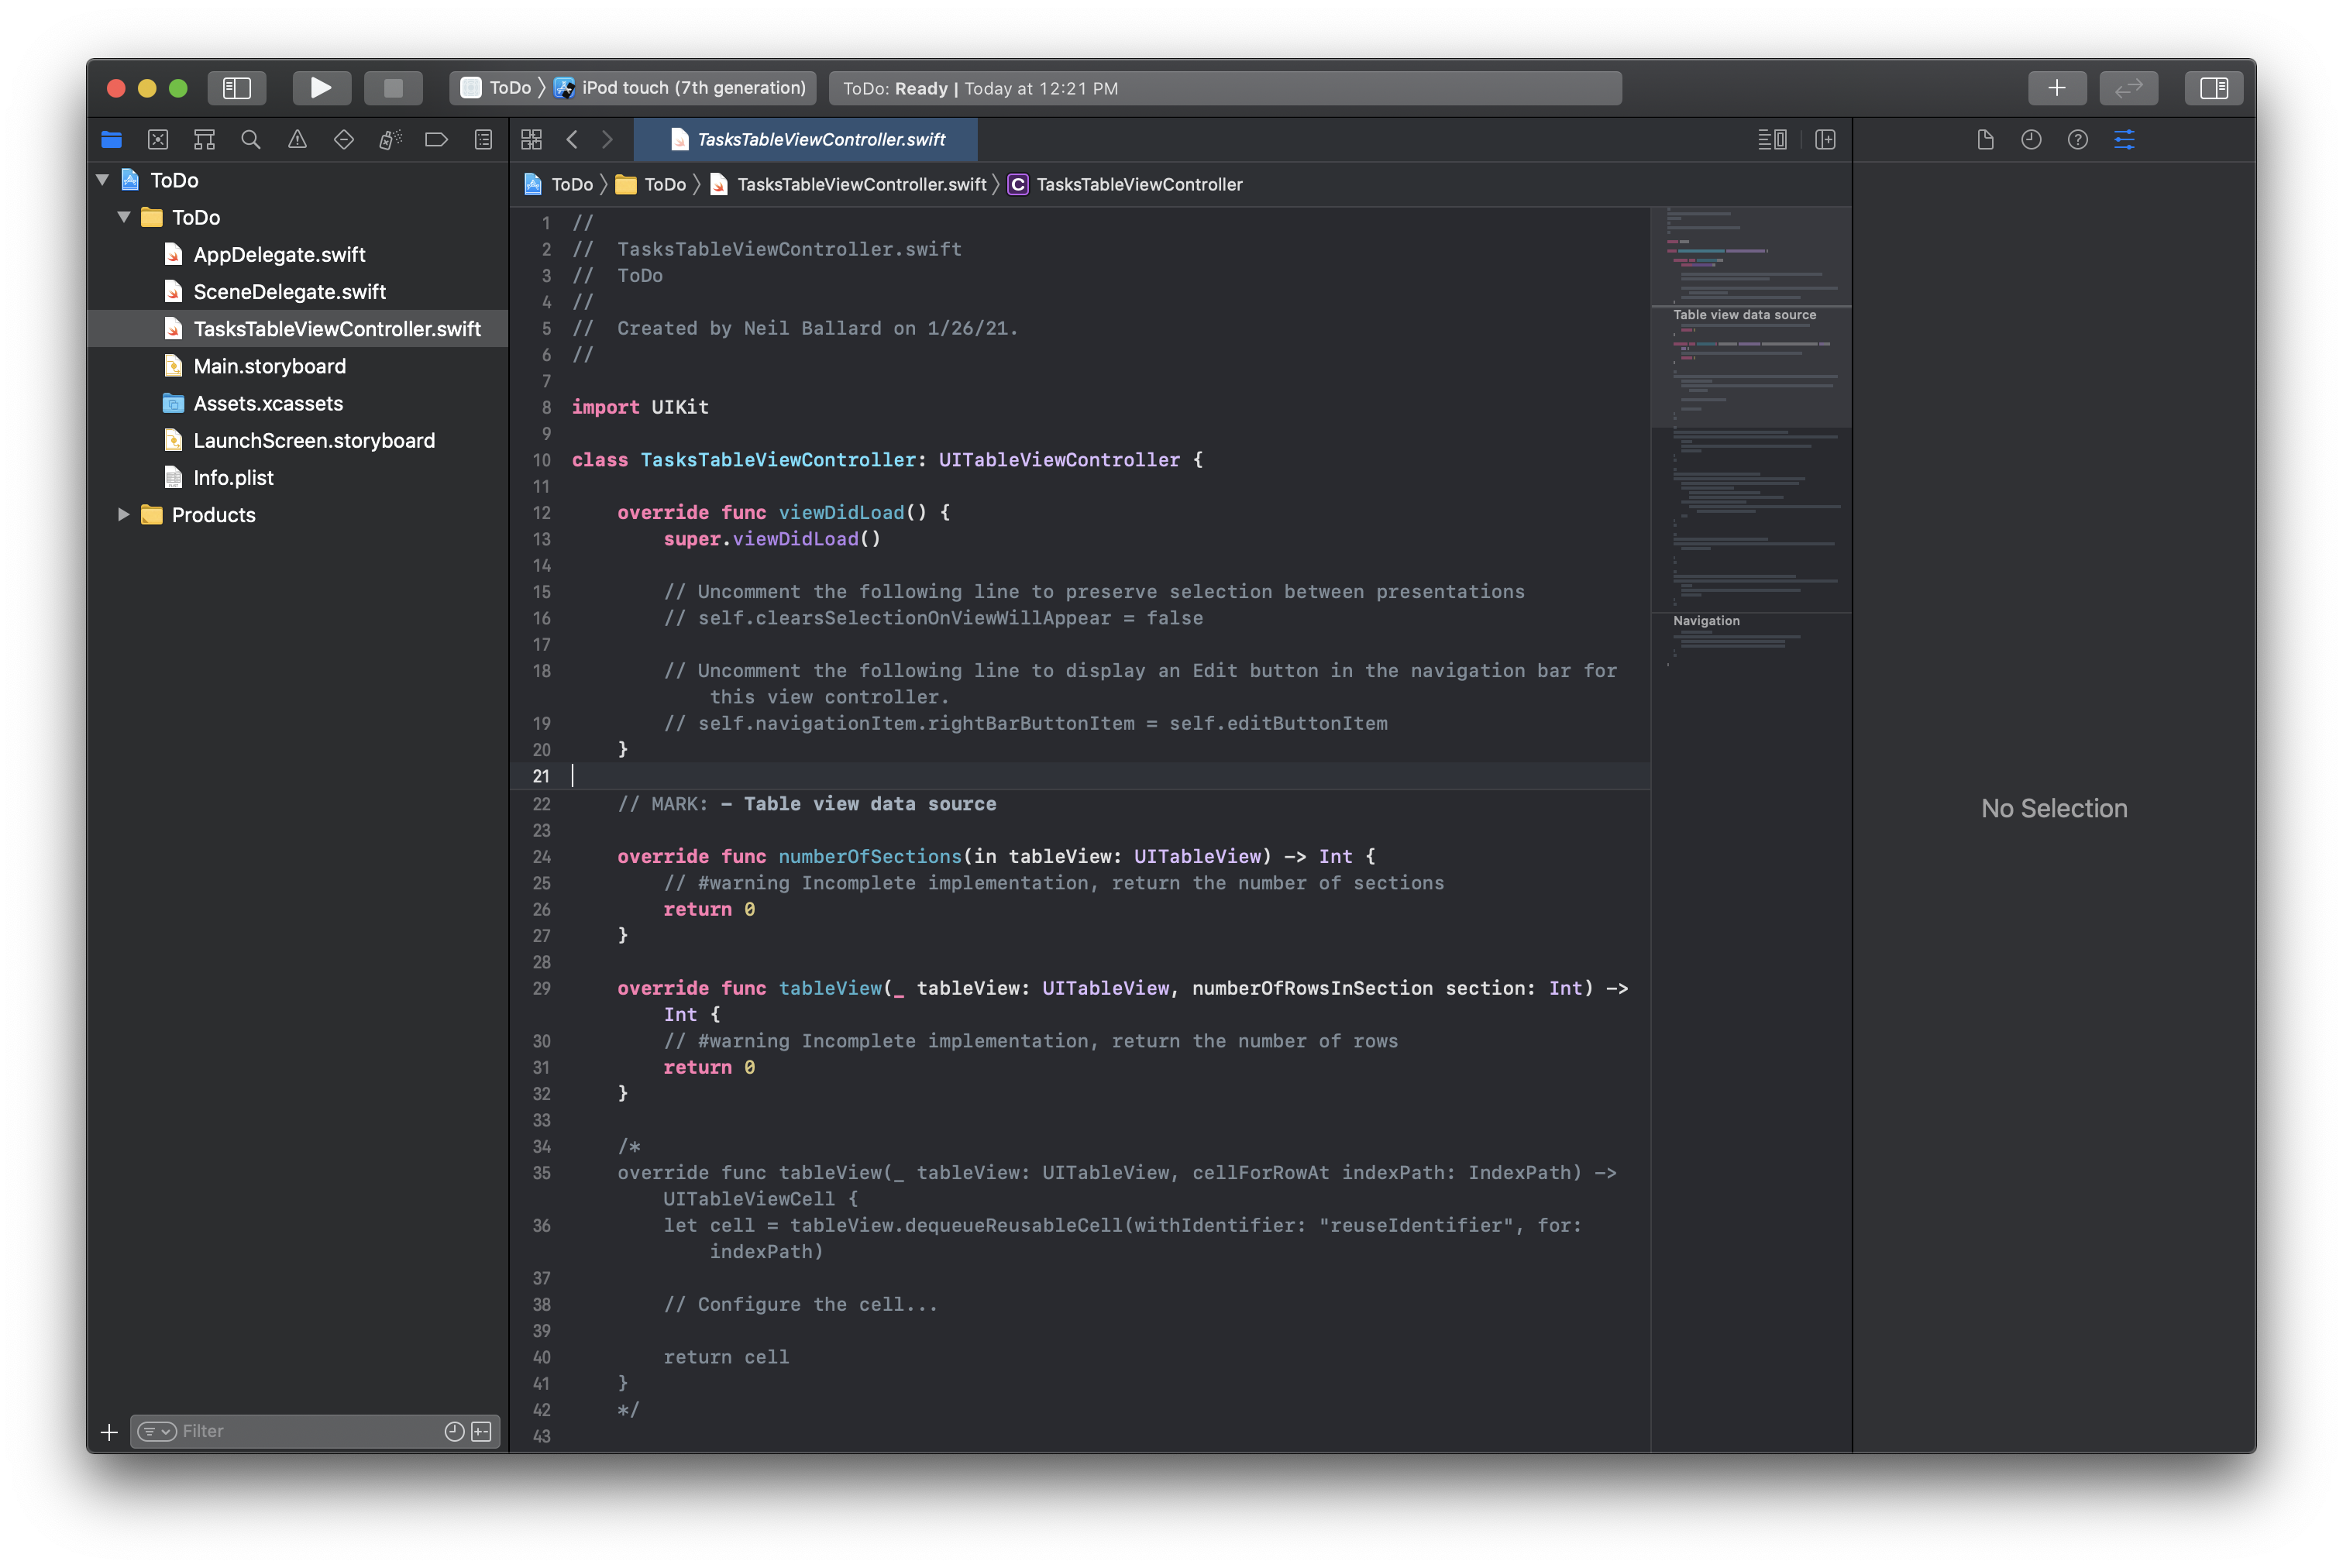 ToDo 〉 iPod touch (7th generation)
ToDo: Ready | Today at 12:21 PM
TasksTableViewController.swift
ToDo
ToDo
AppDelegate.swift
SceneDelegate.swift
TasksTableViewController.swift
Main.storyboard
Assets.xcassets
LaunchScreen.storyboard
Info.plist
Products
Filter
ToDo 〉 ToDo 〉 TasksTableViewController.swift 〉 C TasksTableViewController
1 //
2 //  TasksTableViewController.swift
3 //  ToDo
4 //
5 //  Created by Neil Ballard on 1/26/21.
6 //
7
8 import UIKit
9
10 class TasksTableViewController: UITableViewController {
11
12     override func viewDidLoad() {
13         super.viewDidLoad()
14
15         // Uncomment the following line to preserve selection between presentations
16         // self.clearsSelectionOnViewWillAppear = false
17
18         // Uncomment the following line to display an Edit button in the navigation bar for
this view controller.
19         // self.navigationItem.rightBarButtonItem = self.editButtonItem
20     }
21
22     // MARK: - Table view data source
23
24     override func numberOfSections(in tableView: UITableView) -> Int {
25         // #warning Incomplete implementation, return the number of sections
26         return 0
27     }
28
29     override func tableView(_ tableView: UITableView, numberOfRowsInSection section: Int) ->
Int {
30         // #warning Incomplete implementation, return the number of rows
31         return 0
32     }
33
34     /*
35     override func tableView(_ tableView: UITableView, cellForRowAt indexPath: IndexPath) ->
UITableViewCell {
36         let cell = tableView.dequeueReusableCell(withIdentifier: "reuseIdentifier", for:
indexPath)
37
38         // Configure the cell...
39
40         return cell
41     }
42     */
43
Table view data source
Navigation
No Selection